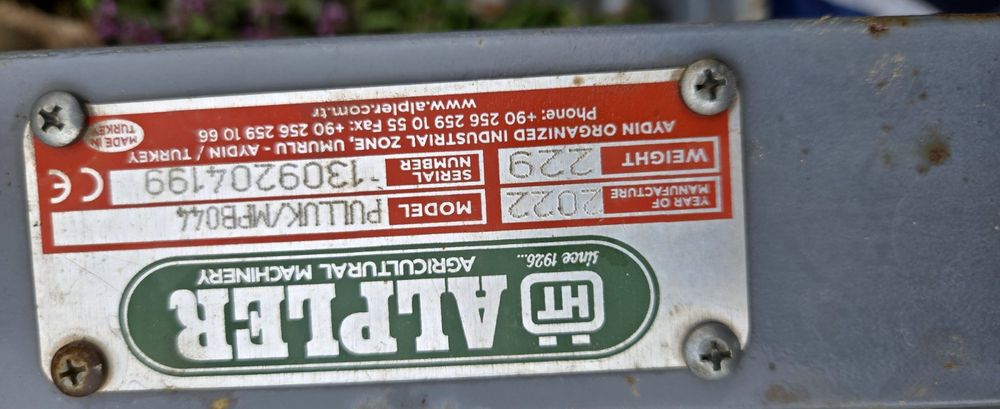 HT
ALPLER
since 1926...
AGRICULTURAL MACHINERY
YEAR OF MANUFACTURE 2022 MODEL PULLUK/MPB044
WEIGHT 229 SERIAL NUMBER -1309204199 CE
AYDIN ORGANIZED INDUSTRIAL ZONE, UMURLU - AYDIN / TURKEY
Phone: +90 256 259 10 55 Fax: +90 256 259 10 66
www.alpler.com.tr
MADE IN TURKEY